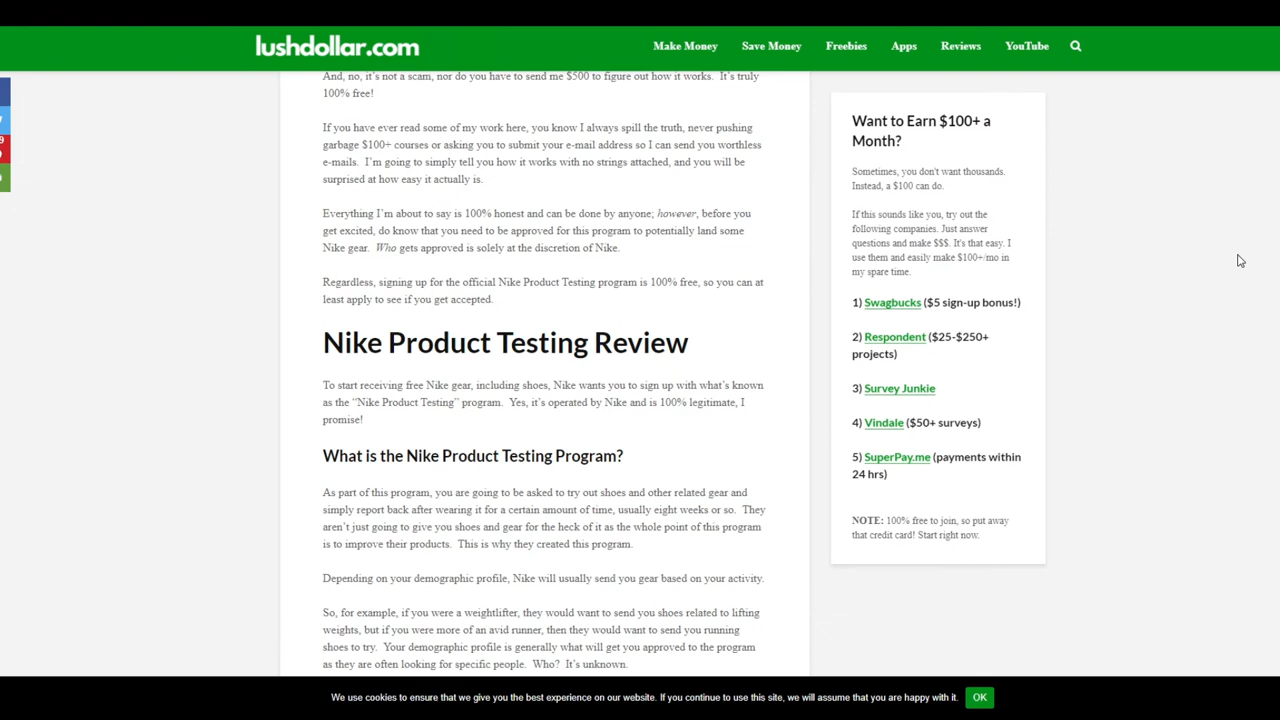 lushdollar.com
Make Money
Save Money
Freebies
Apps
Reviews
YouTube
And, no, it's not a scam, nor do you have to send me $500 to figure out how it works. It's truly
100% free!
If you have ever read some of my work here, you know I always spill the truth, never pushing
garbage $100+ courses or asking you to submit your e-mail address so I can send you worthless
e-mails. I'm going to simply tell you how it works with no strings attached, and you will be
surprised at how easy it actually is.
Everything I'm about to say is 100% honest and can be done by anyone; however, before you
get excited, do know that you need to be approved for this program to potentially land some
Nike gear. Who gets approved is solely at the discretion of Nike.
Regardless, signing up for the official Nike Product Testing program is 100% free, so you can at
least apply to see if you get accepted.
Nike Product Testing Review
To start receiving free Nike gear, including shoes, Nike wants you to sign up with what's known
as the “Nike Product Testing” program. Yes, it's operated by Nike and is 100% legitimate, I
promise!
What is the Nike Product Testing Program?
As part of this program, you are going to be asked to try out shoes and other related gear and
simply report back after wearing it for a certain amount of time, usually eight weeks or so. They
aren't just going to give you shoes and gear for the heck of it as the whole point of this program
is to improve their products. This is why they created this program.
Depending on your demographic profile, Nike will usually send you gear based on your activity.
So, for example, if you were a weightlifter, they would want to send you shoes related to lifting
weights, but if you were more of an avid runner, then they would want to send you running
shoes to try. Your demographic profile is generally what will get you approved to the program
as they are often looking for specific people. Who? It's unknown.
Want to Earn $100+ a
Month?
Sometimes, you don't want thousands.
Instead, a $100 can do.
If this sounds like you, try out the
following companies. Just answer
questions and make $$$. It's that easy. I
use them and easily make $100+/mo in
my spare time.
1) Swagbucks ($5 sign-up bonus!)
2) Respondent ($25-$250+
projects)
3) Survey Junkie
4) Vindale ($50+ surveys)
5) SuperPay.me (payments within
24 hrs)
NOTE: 100% free to join, so put away
that credit card! Start right now.
We use cookies to ensure that we give you the best experience on our website. If you continue to use this site, we will assume that you are happy with it.
OK